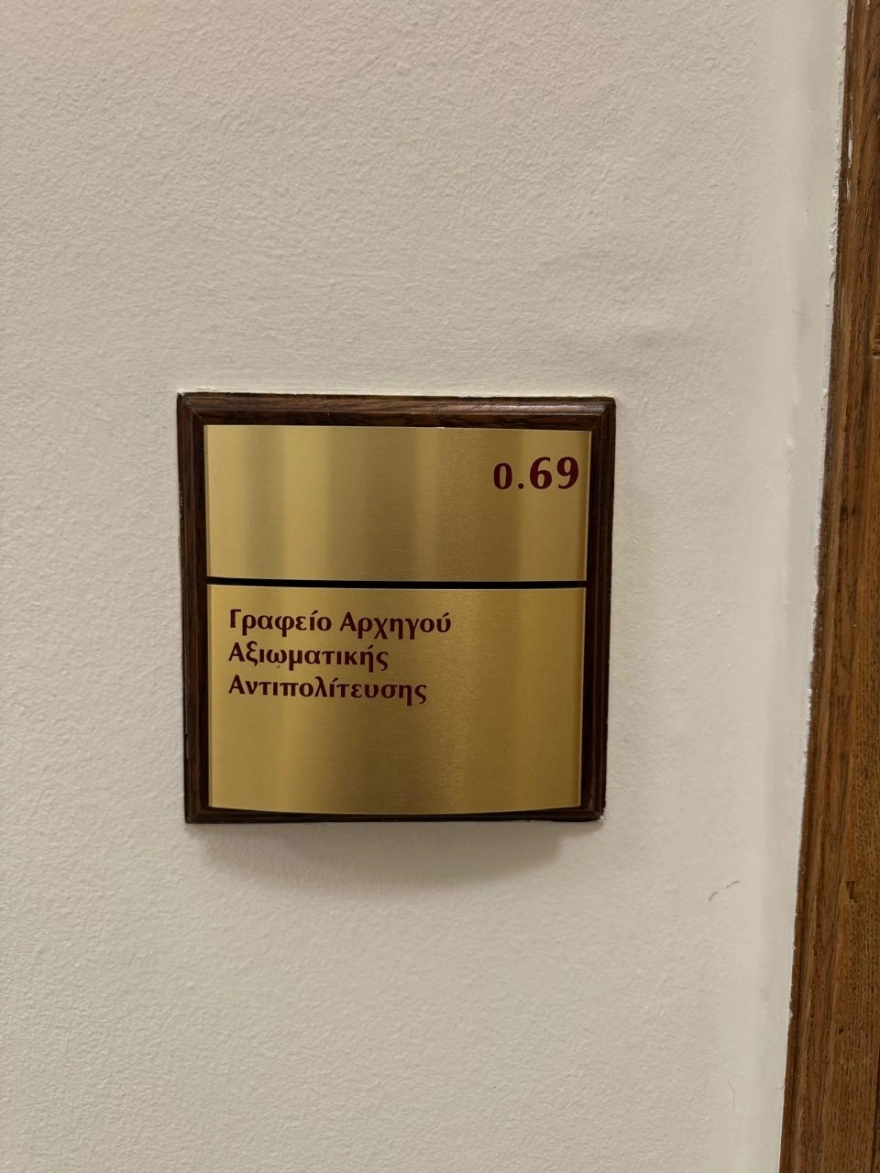 0.69
Γραφείο Αρχηγού
Αξιωματικής
Αντιπολίτευσης